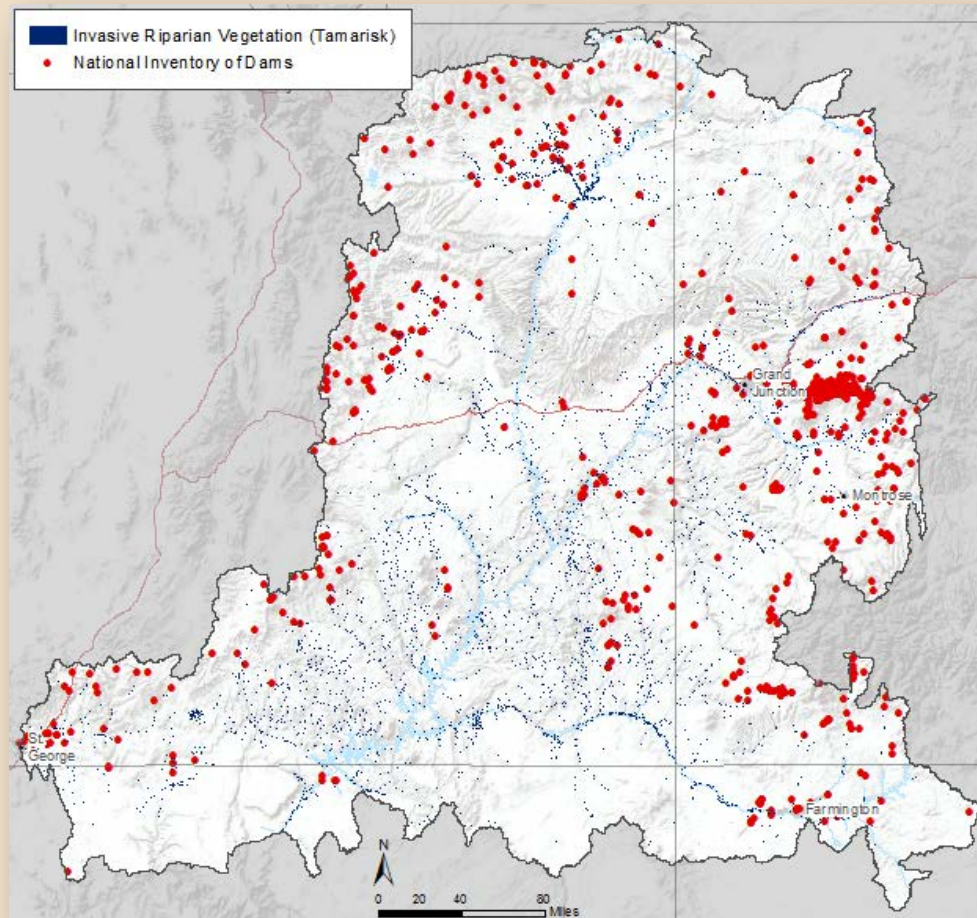 Invasive Riparian Vegetation (Tamarisk)
National Inventory of Dams
Grand
Junction
Montrose
St.
George
Farmington
N
0 20 40 80
Miles